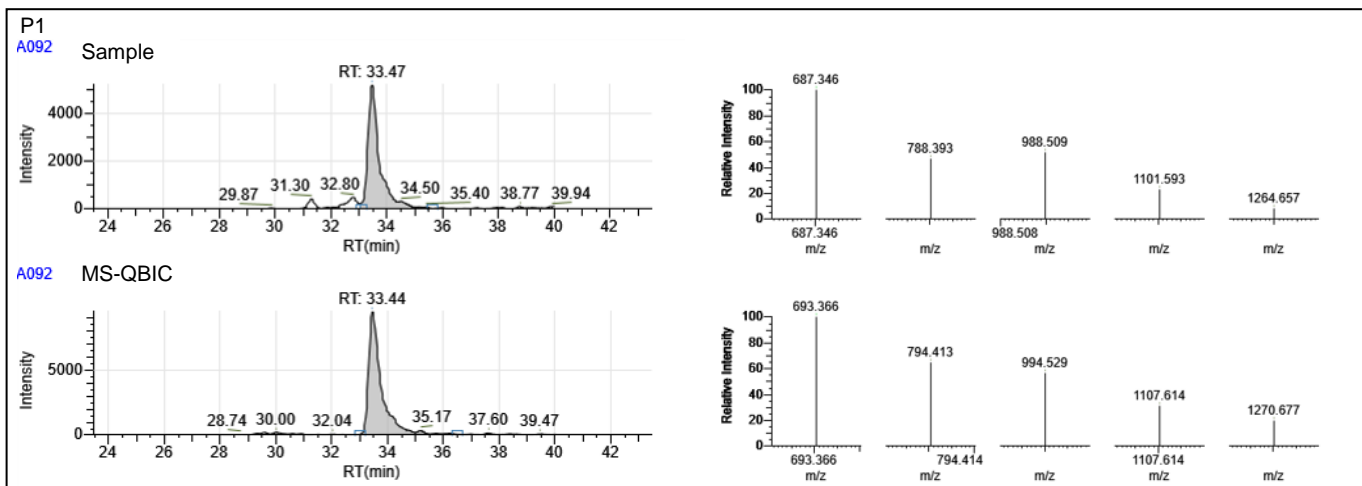 P1
A092 Sample
RT: 33.47
Intensity
4000
2000
0
29.87 31.30 32.80 34.50 35.40 38.77 39.94
24 26 28 30 32 34 36 38 40 42
RT(min)
Relative Intensity
100
80
60
40
20
0
687.346 788.393 988.509 1101.593 1264.657
687.346 988.508
m/z m/z m/z m/z m/z
A092 MS-QBIC
RT: 33.44
Intensity
5000
0
28.74 30.00 32.04 35.17 37.60 39.47
24 26 28 30 32 34 36 38 40 42
RT(min)
Relative Intensity
100
80
60
40
20
0
693.366 794.413 994.529 1107.614 1270.677
693.366 794.414 1107.614
m/z m/z m/z m/z m/z